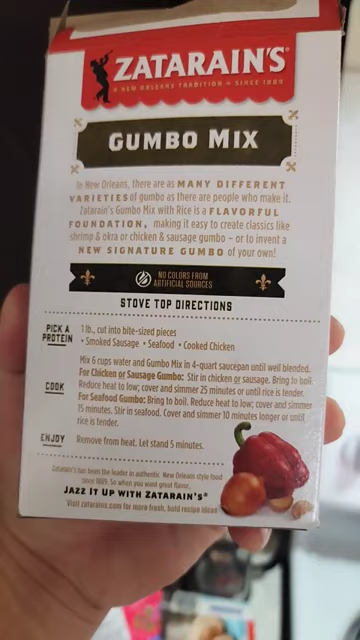 ZATARAIN'S®
A NEW ORLEANS TRADITION • SINCE 1889
GUMBO MIX
In New Orleans, there are as MANY DIFFERENT
VARIETIES of gumbo as there are people who make it.
Zatarain's Gumbo Mix with Rice is a FLAVORFUL
FOUNDATION, making it easy to create classics like
shrimp & okra or chicken & sausage gumbo – or to invent a
NEW SIGNATURE GUMBO of your own!
NO COLORS FROM
ARTIFICIAL SOURCES
STOVE TOP DIRECTIONS
PICK A
PROTEIN
1 lb., cut into bite-sized pieces
• Smoked Sausage • Seafood • Cooked Chicken
COOK
Mix 6 cups water and Gumbo Mix in 4-quart saucepan until well blended.
For Chicken or Sausage Gumbo: Stir in chicken or sausage. Bring to boil.
Reduce heat to low; cover and simmer 25 minutes or until rice is tender.
For Seafood Gumbo: Bring to boil. Reduce heat to low; cover and simmer
15 minutes. Stir in seafood. Cover and simmer 10 minutes longer or until
rice is tender.
ENJOY
Remove from heat. Let stand 5 minutes.
Zatarain's has been the leader in authentic, New Orleans style food
since 1889. So when you want great flavor,
JAZZ IT UP WITH ZATARAIN'S®
Visit zatarains.com for more fresh, bold recipe ideas!